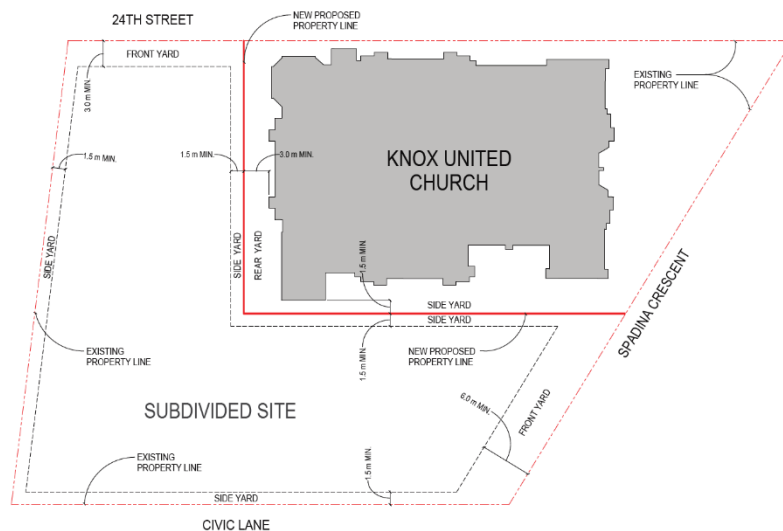 24TH STREET
NEW PROPOSED
PROPERTY LINE
FRONT YARD
3.0 m MIN.
EXISTING
PROPERTY LINE
1.5 m MIN.
1.5 m MIN.
3.0 m MIN.
KNOX UNITED
CHURCH
SIDE YARD
SIDE YARD
REAR YARD
1.5 m MIN.
SIDE YARD
SIDE YARD
SPADINA CRESCENT
EXISTING
PROPERTY LINE
1.5 m MIN.
NEW PROPOSED
PROPERTY LINE
SUBDIVIDED SITE
6.0 m MIN.
FRONT YARD
EXISTING
PROPERTY LINE
1.5 m MIN.
SIDE YARD
CIVIC LANE